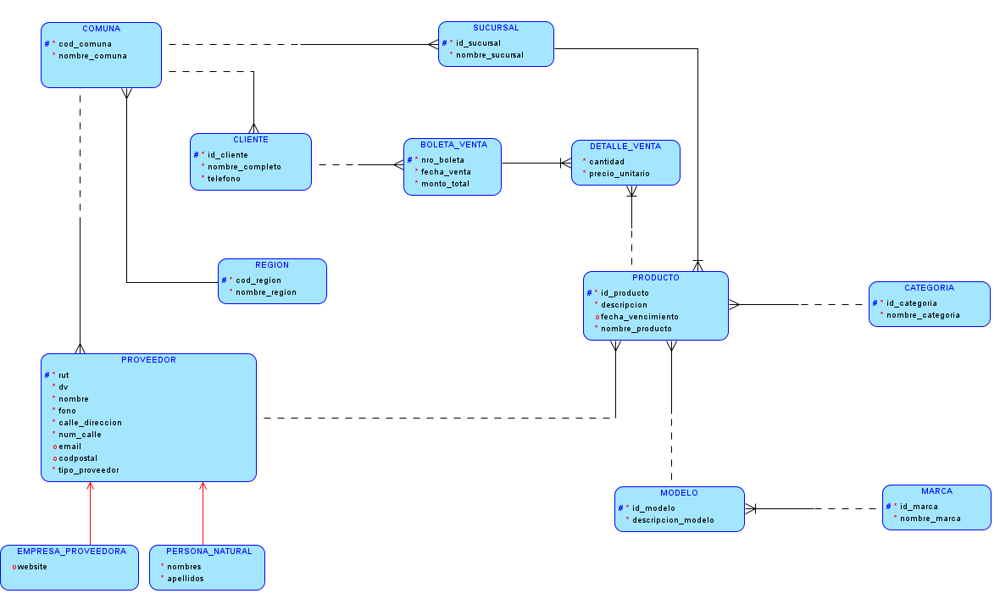 COMUNA
# * cod_comuna
* nombre_comuna
SUCURSAL
# * id_sucursal
* nombre_sucursal
CLIENTE
# * id_cliente
* nombre_completo
* telefono
BOLETA_VENTA
# * nro_boleta
* fecha_venta
* monto_total
DETALLE_VENTA
* cantidad
* precio_unitario
REGION
# * cod_region
* nombre_region
PRODUCTO
# * id_producto
* descripcion
o fecha_vencimiento
* nombre_producto
CATEGORIA
# * id_categoria
* nombre_categoria
PROVEEDOR
# * rut
* dv
* nombre
* fono
* calle_direccion
* num_calle
o email
o codpostal
* tipo_proveedor
MODELO
# * id_modelo
* descripcion_modelo
MARCA
# * id_marca
* nombre_marca
EMPRESA_PROVEEDORA
o website
PERSONA_NATURAL
* nombres
* apellidos